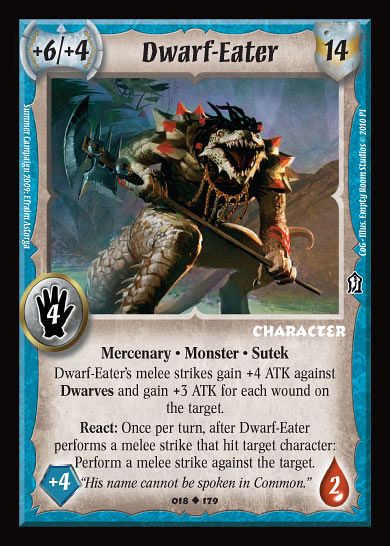 +6/+4
Dwarf-Eater
14
Summer Campaign 2009: Efraim Astorga
CoG • Illus. Empty Room Studios © 2010 P1
4
CHARACTER
Mercenary • Monster • Sutek
Dwarf-Eater's melee strikes gain +4 ATK against
Dwarves and gain +3 ATK for each wound on
the target.
React: Once per turn, after Dwarf-Eater
performs a melee strike that hit target character:
Perform a melee strike against the target.
"His name cannot be spoken in Common."
+4
2
018 ♦ 179